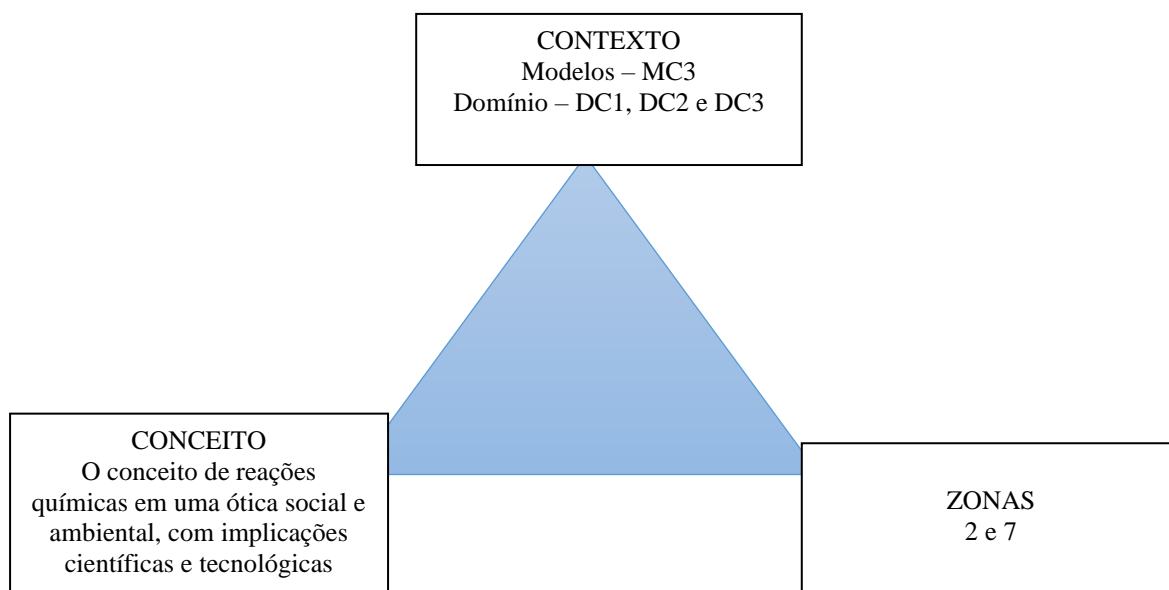 CONTEXTO
Modelos – MC3
Domínio – DC1, DC2 e DC3
CONCEITO
O conceito de reações
químicas em uma ótica social e
ambiental, com implicações
científicas e tecnológicas
ZONAS
2 e 7